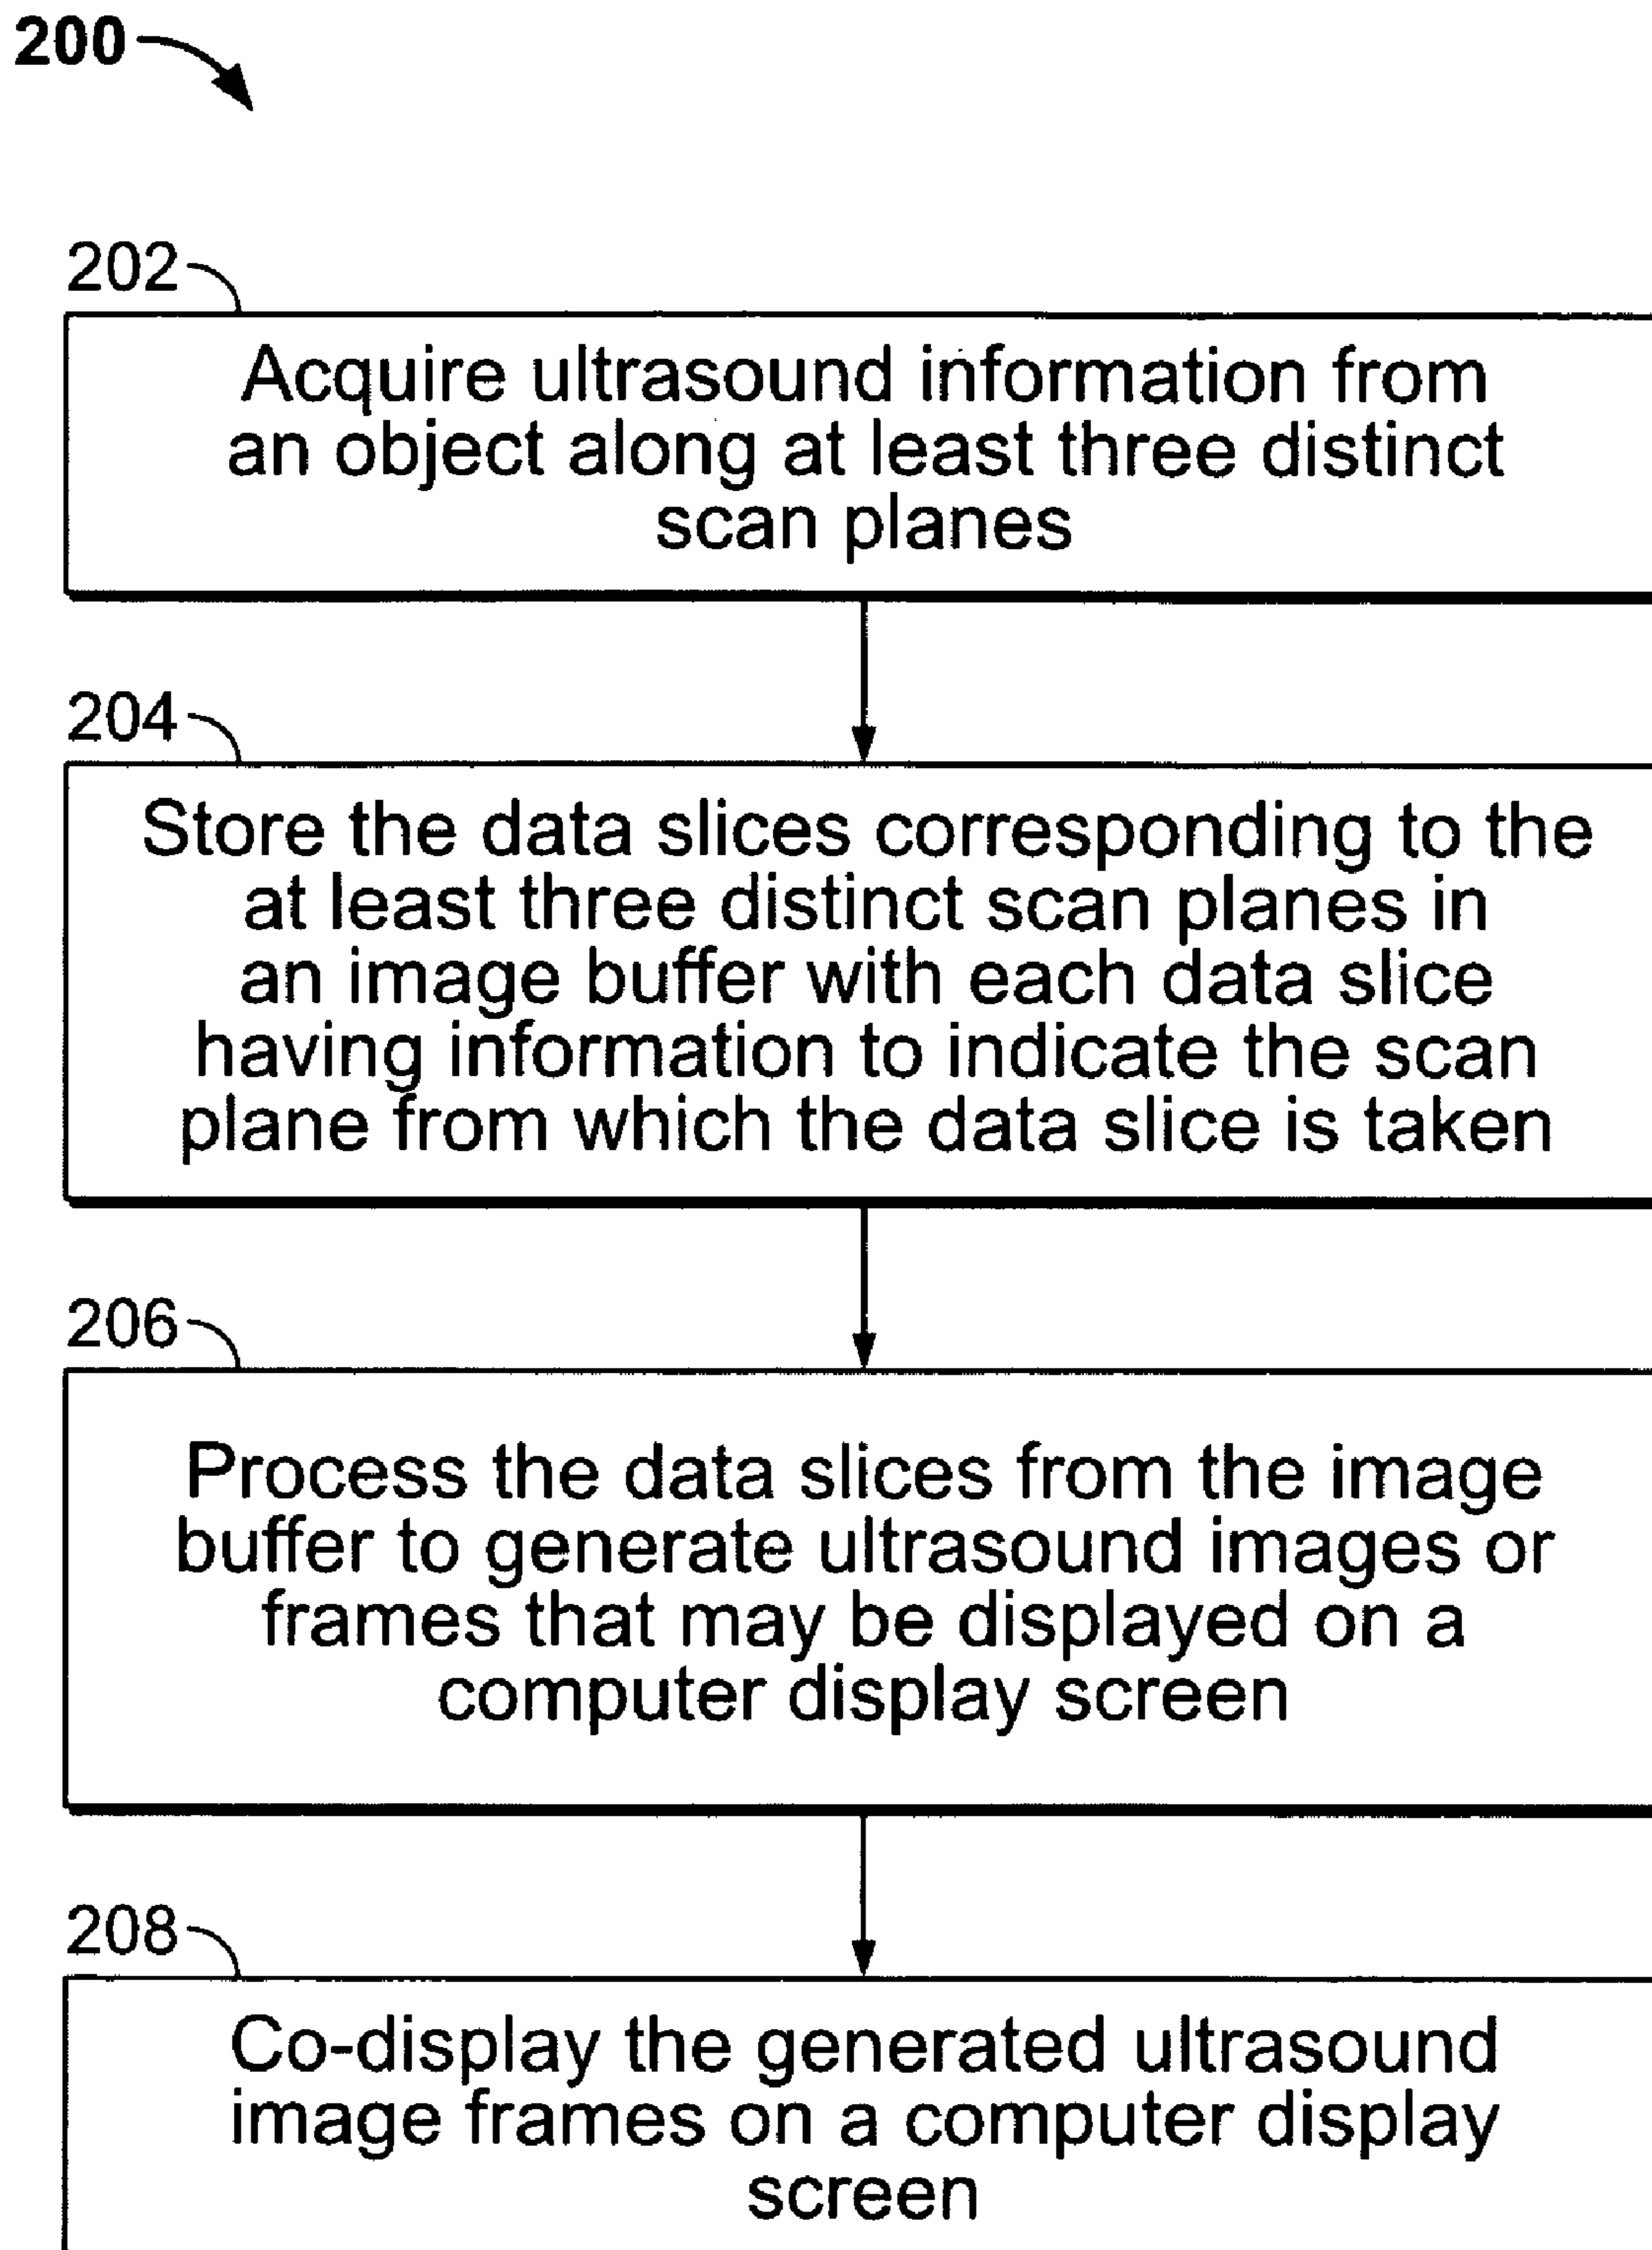 200
202
Acquire ultrasound information from
an object along at least three distinct
scan planes
204
Store the data slices corresponding to the
at least three distinct scan planes in
an image buffer with each data slice
having information to indicate the scan
plane from which the data slice is taken
206
Process the data slices from the image
buffer to generate ultrasound images or
frames that may be displayed on a
computer display screen
208
Co-display the generated ultrasound
image frames on a computer display
screen